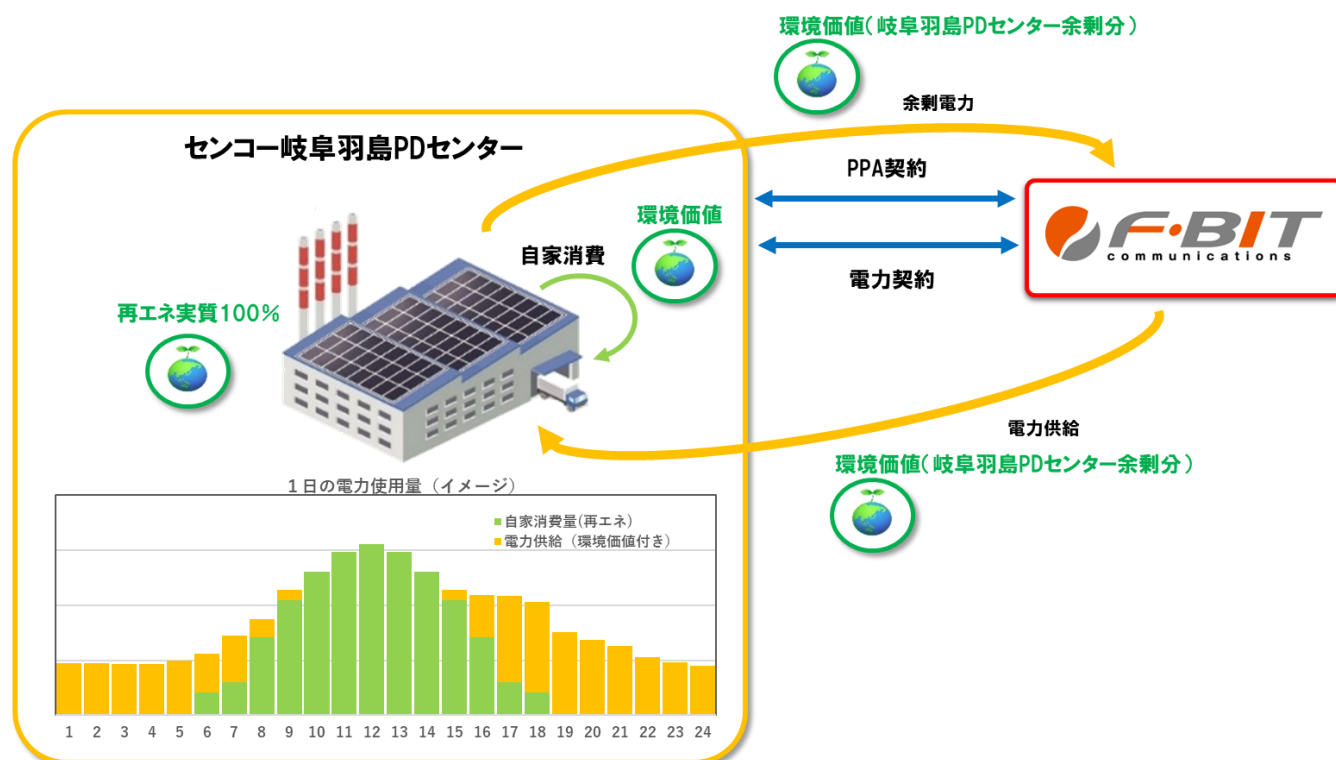 環境価値(岐阜羽島PDセンター余剰分)
余剰電力
センコー岐阜羽島PDセンター
PPA契約
環境価値
自家消費
F・BIT
communications
電力契約
再エネ実質100%
電力供給
環境価値(岐阜羽島PDセンター余剰分)
1日の電力使用量(イメージ)
自家消費量(再エネ)
電力供給(環境価値付き)
1 2 3 4 5 6 7 8 9 10 11 12 13 14 15 16 17 18 19 20 21 22 23 24